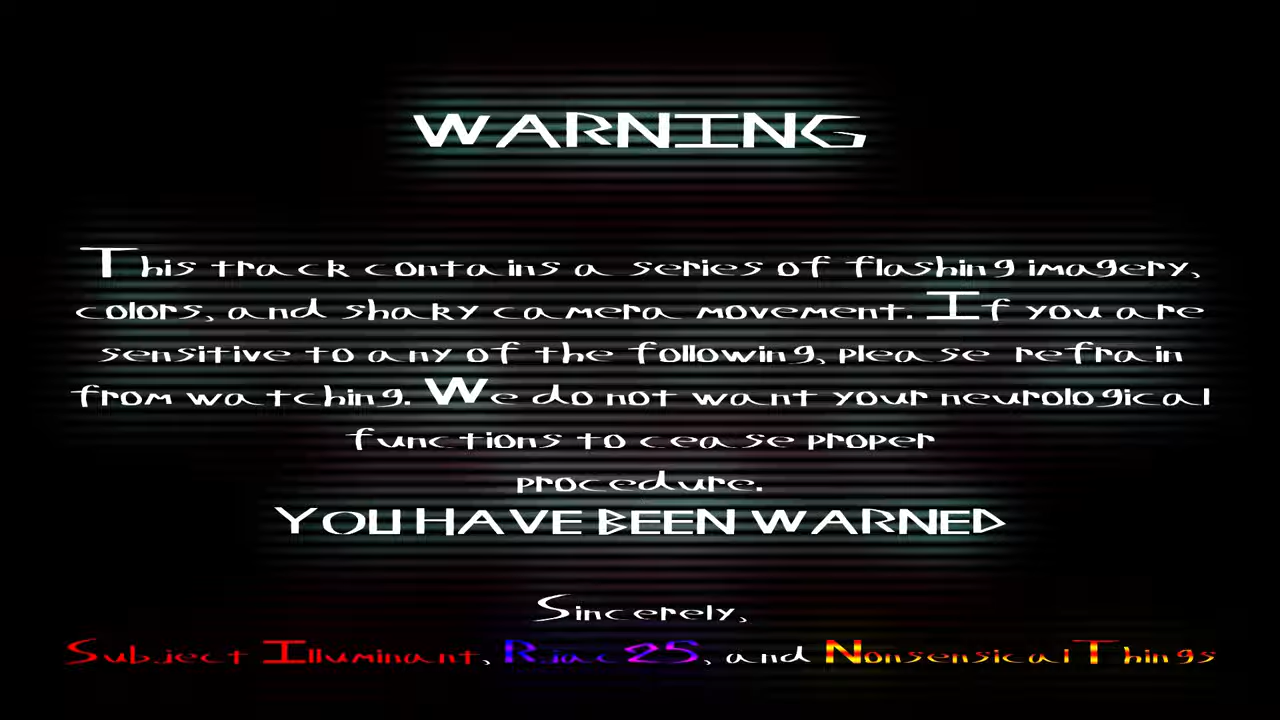 WARNING
This track contains a series of flashing imagery,
colors, and shaky camera movement. If you are
sensitive to any of the following, please refrain
from watching. We do not want your neurological
functions to cease proper
procedure.
YOU HAVE BEEN WARNED
Sincerely,
Subject Illuminant, RJac25, and NonsensicalThings